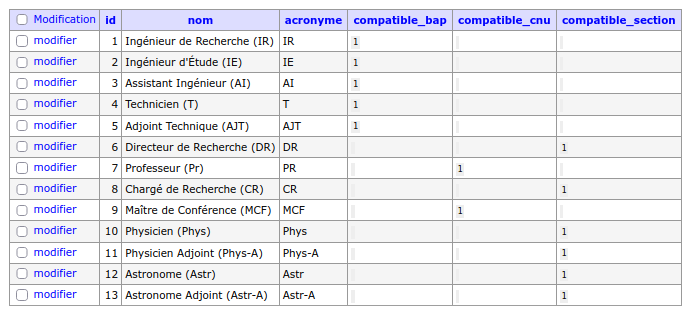 Modification id nom acronyme compatible_bap compatible_cnu compatible_section
modifier 1 Ingénieur de Recherche (IR) IR 1
modifier 2 Ingénieur d'Étude (IE) IE 1
modifier 3 Assistant Ingénieur (AI) AI 1
modifier 4 Technicien (T) T 1
modifier 5 Adjoint Technique (AJT) AJT 1
modifier 6 Directeur de Recherche (DR) DR 1
modifier 7 Professeur (Pr) PR 1
modifier 8 Chargé de Recherche (CR) CR 1
modifier 9 Maître de Conférence (MCF) MCF 1
modifier 10 Physicien (Phys) Phys 1
modifier 11 Physicien Adjoint (Phys-A) Phys-A 1
modifier 12 Astronome (Astr) Astr 1
modifier 13 Astronome Adjoint (Astr-A) Astr-A 1